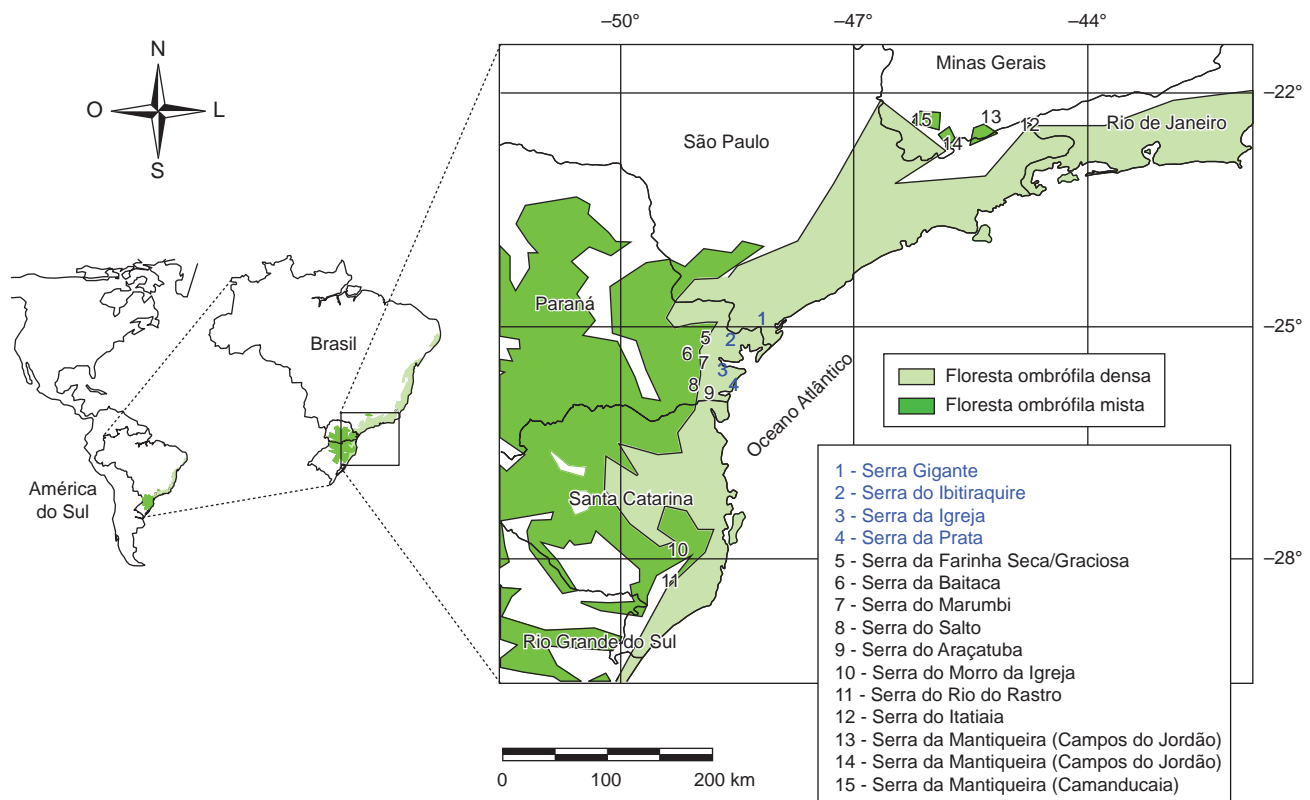 –50°
–47°
–44°
N
O
L
S
Minas Gerais
–22°
15
13
12
14
Rio de Janeiro
São Paulo
Paraná
1
–25°
5
2
6
7
3
8
4
9
Brasil
Oceano Atlântico
Floresta ombrófila densa
Floresta ombrófila mista
América
do Sul
Santa Catarina
10
–28°
11
Rio Grande do Sul
1 - Serra Gigante
2 - Serra do Ibitiraquire
3 - Serra da Igreja
4 - Serra da Prata
5 - Serra da Farinha Seca/Graciosa
6 - Serra da Baitaca
7 - Serra do Marumbi
8 - Serra do Salto
9 - Serra do Araçatuba
10 - Serra do Morro da Igreja
11 - Serra do Rio do Rastro
12 - Serra do Itatiaia
13 - Serra da Mantiqueira (Campos do Jordão)
14 - Serra da Mantiqueira (Campos do Jordão)
15 - Serra da Mantiqueira (Camanducaia)
0 100 200 km